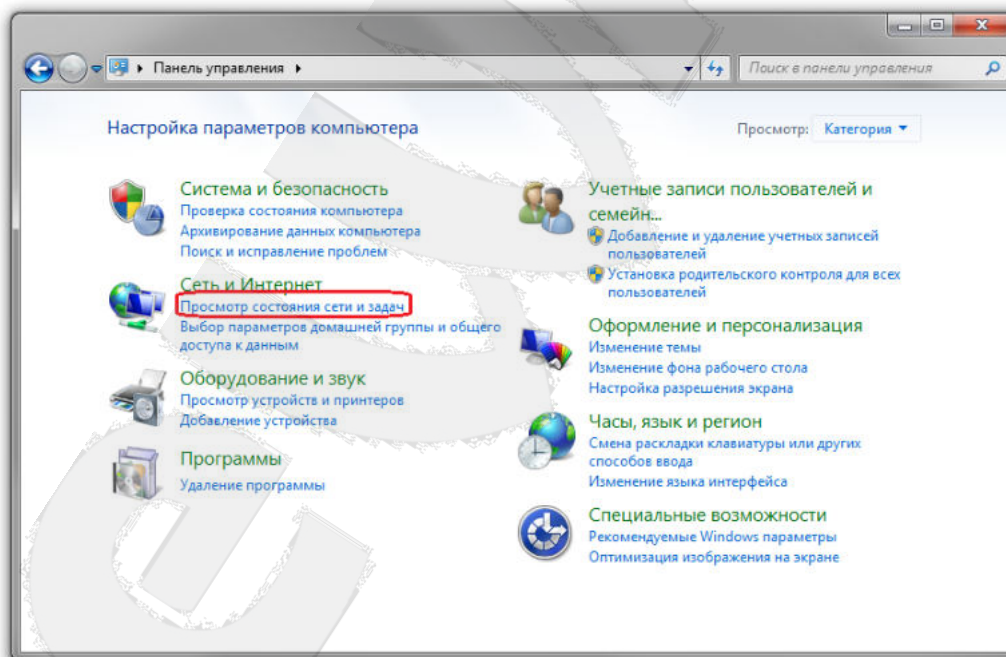 Панель управления
Поиск в панели управления
Настройка параметров компьютера
Просмотр: Категория
Система и безопасность
Проверка состояния компьютера
Архивирование данных компьютера
Поиск и исправление проблем
Сеть и Интернет
Просмотр состояния сети и задач
Выбор параметров домашней группы и общего
доступа к данным
Оборудование и звук
Просмотр устройств и принтеров
Добавление устройства
Программы
Удаление программы
Учетные записи пользователей и
семейн...
Добавление и удаление учетных записей
пользователей
Установка родительского контроля для всех
пользователей
Оформление и персонализация
Изменение темы
Изменение фона рабочего стола
Настройка разрешения экрана
Часы, язык и регион
Смена раскладки клавиатуры или других
способов ввода
Изменение языка интерфейса
Специальные возможности
Рекомендуемые Windows параметры
Оптимизация изображения на экране